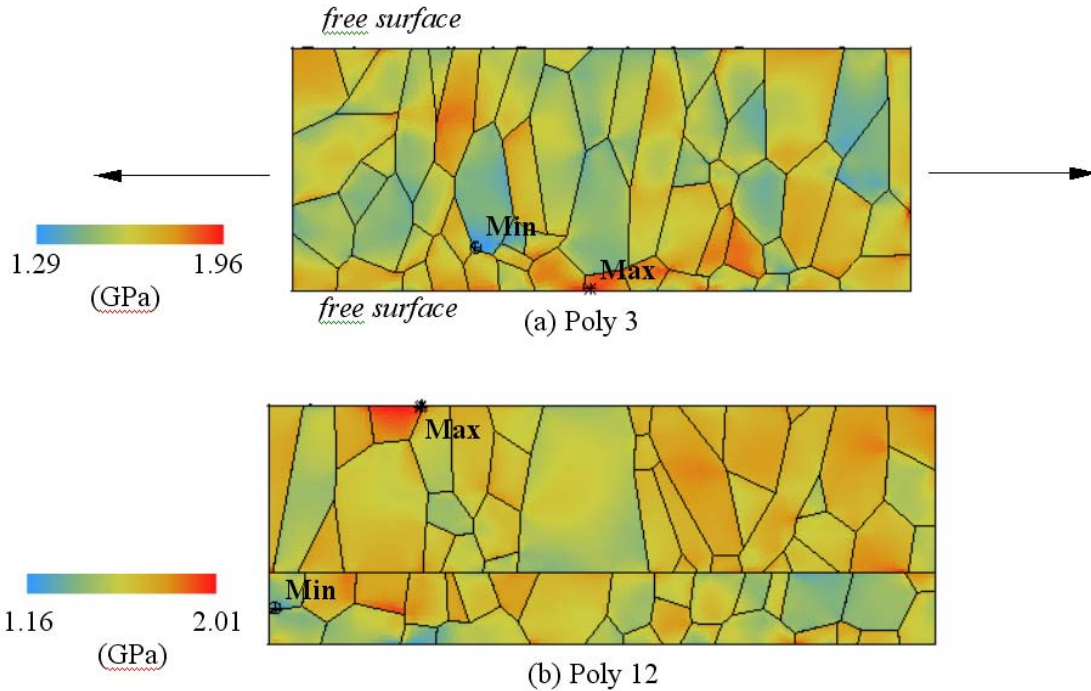 free surface
Min
1.29 1.96
Max
(GPa)
free surface
(a) Poly 3
Max
Min
1.16 2.01
(GPa)
(b) Poly 12